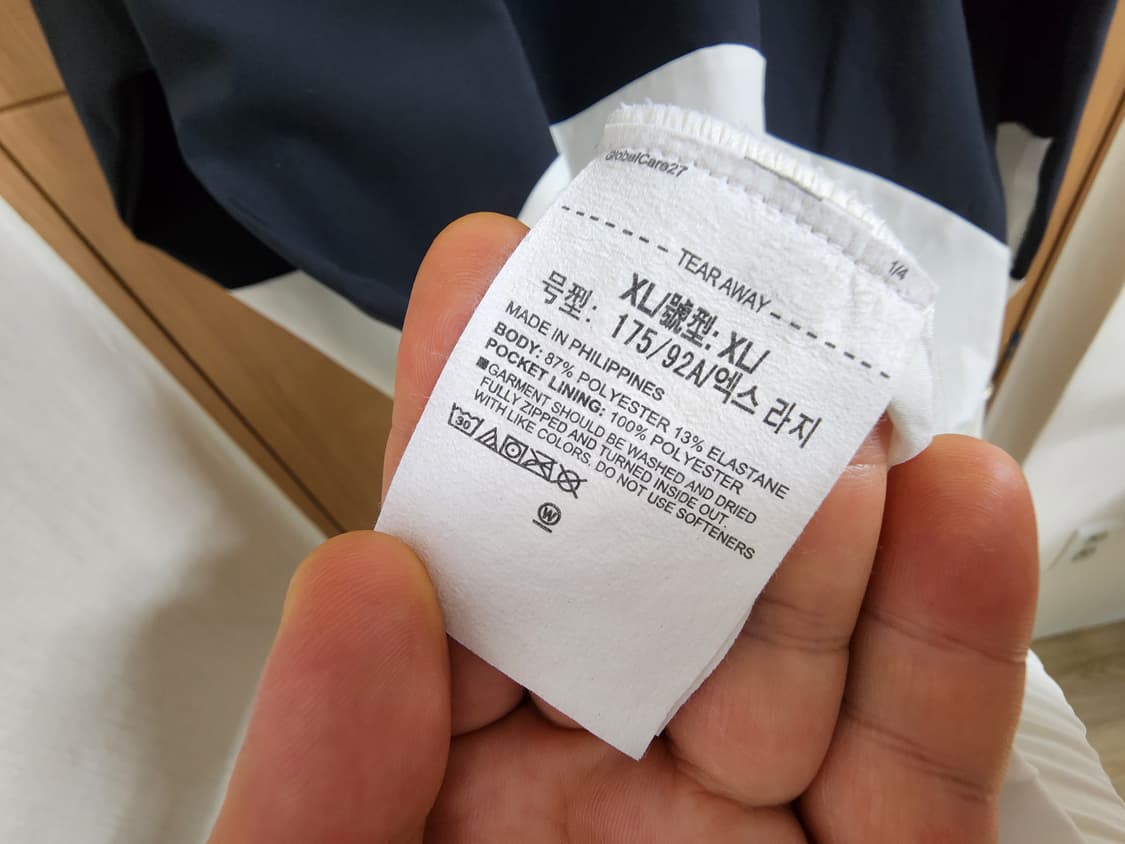 GlobalCare27
1/4
TEAR AWAY
XL/號型: XL/
号型: 175/92A/엑스 라지
MADE IN PHILIPPINES
BODY: 87% POLYESTER 13% ELASTANE
POCKET LINING: 100% POLYESTER
■GARMENT SHOULD BE WASHED AND DRIED
FULLY ZIPPED AND TURNED INSIDE OUT.
WITH LIKE COLORS. DO NOT USE SOFTENERS
30
W